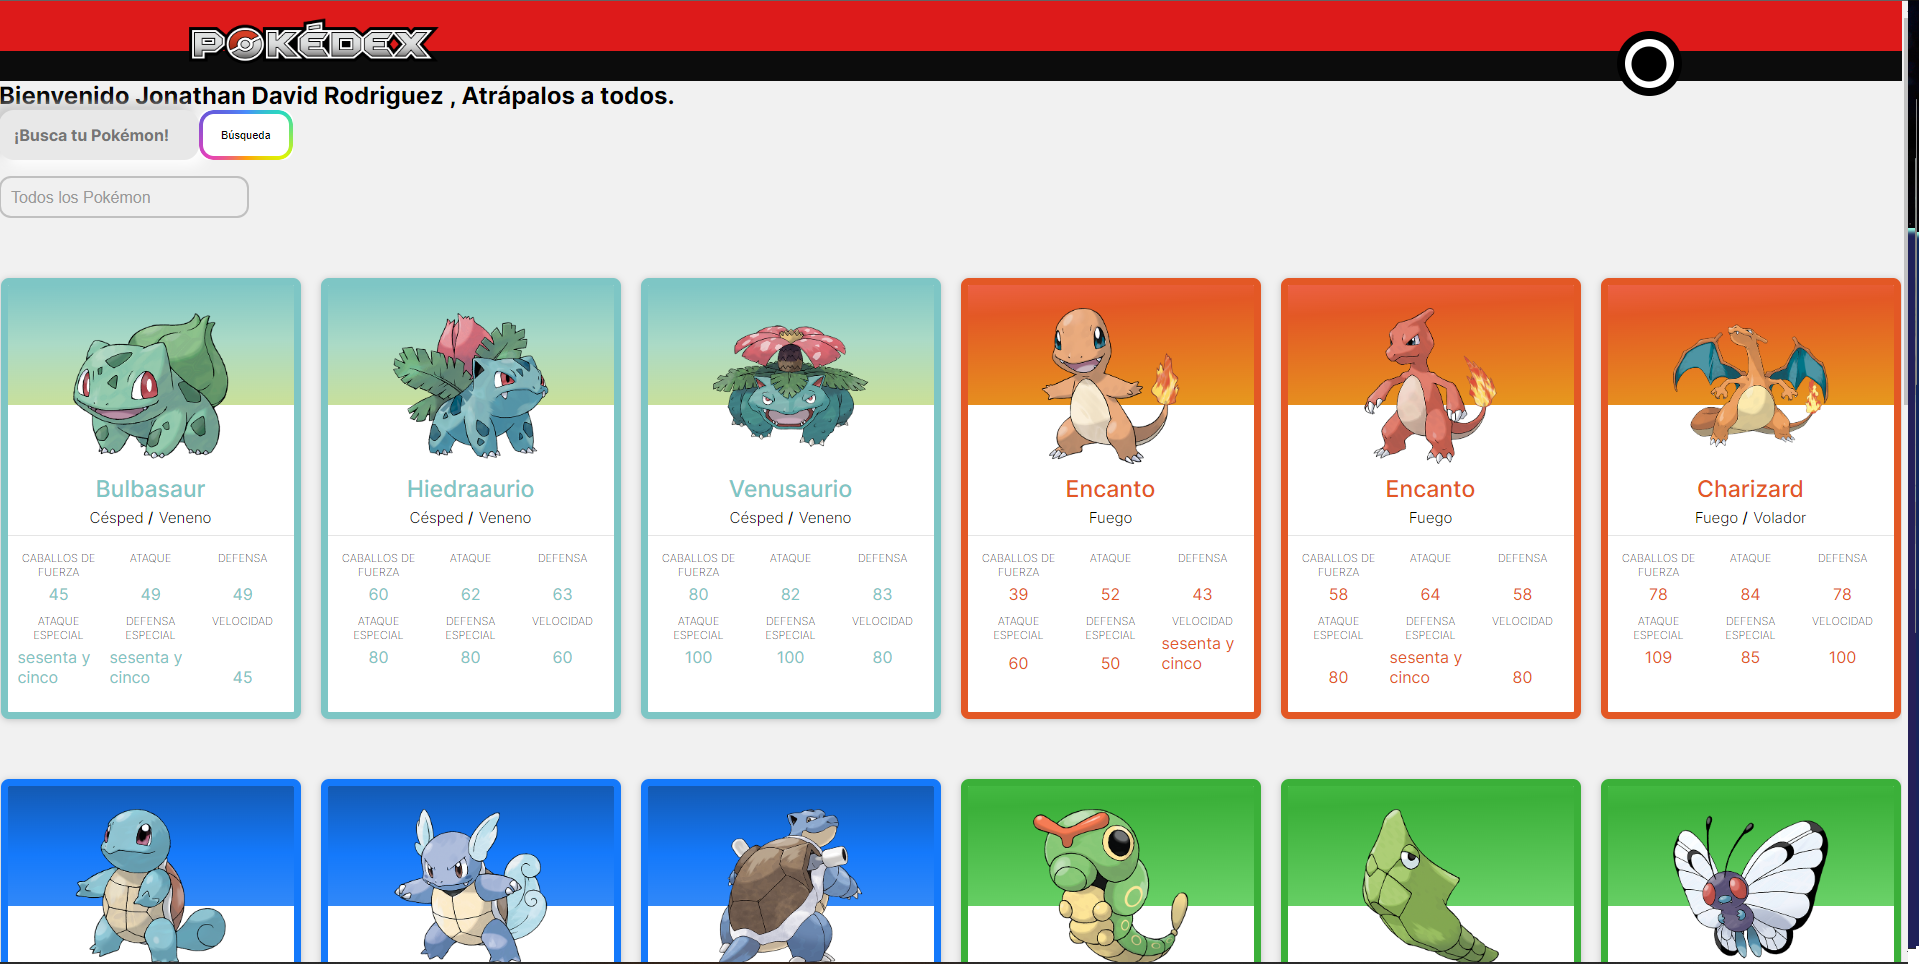 POKÉDEX
Bienvenido Jonathan David Rodriguez , Atrápalos a todos.
¡Busca tu Pokémon!
Búsqueda
Todos los Pokémon
Bulbasaur
Césped / Veneno
CABALLOS DE
FUERZA
ATAQUE
DEFENSA
45
49
49
ATAQUE
ESPECIAL
DEFENSA
ESPECIAL
VELOCIDAD
sesenta y
cinco
sesenta y
cinco
45
Hiedraaurio
Césped / Veneno
CABALLOS DE
FUERZA
ATAQUE
DEFENSA
60
62
63
ATAQUE
ESPECIAL
DEFENSA
ESPECIAL
VELOCIDAD
80
80
60
Venusaurio
Césped / Veneno
CABALLOS DE
FUERZA
ATAQUE
DEFENSA
80
82
83
ATAQUE
ESPECIAL
DEFENSA
ESPECIAL
VELOCIDAD
100
100
80
Encanto
Fuego
CABALLOS DE
FUERZA
ATAQUE
DEFENSA
39
52
43
ATAQUE
ESPECIAL
DEFENSA
ESPECIAL
VELOCIDAD
60
50
sesenta y
cinco
Encanto
Fuego
CABALLOS DE
FUERZA
ATAQUE
DEFENSA
58
64
58
ATAQUE
ESPECIAL
DEFENSA
ESPECIAL
VELOCIDAD
80
sesenta y
cinco
80
Charizard
Fuego / Volador
CABALLOS DE
FUERZA
ATAQUE
DEFENSA
78
84
78
ATAQUE
ESPECIAL
DEFENSA
ESPECIAL
VELOCIDAD
109
85
100